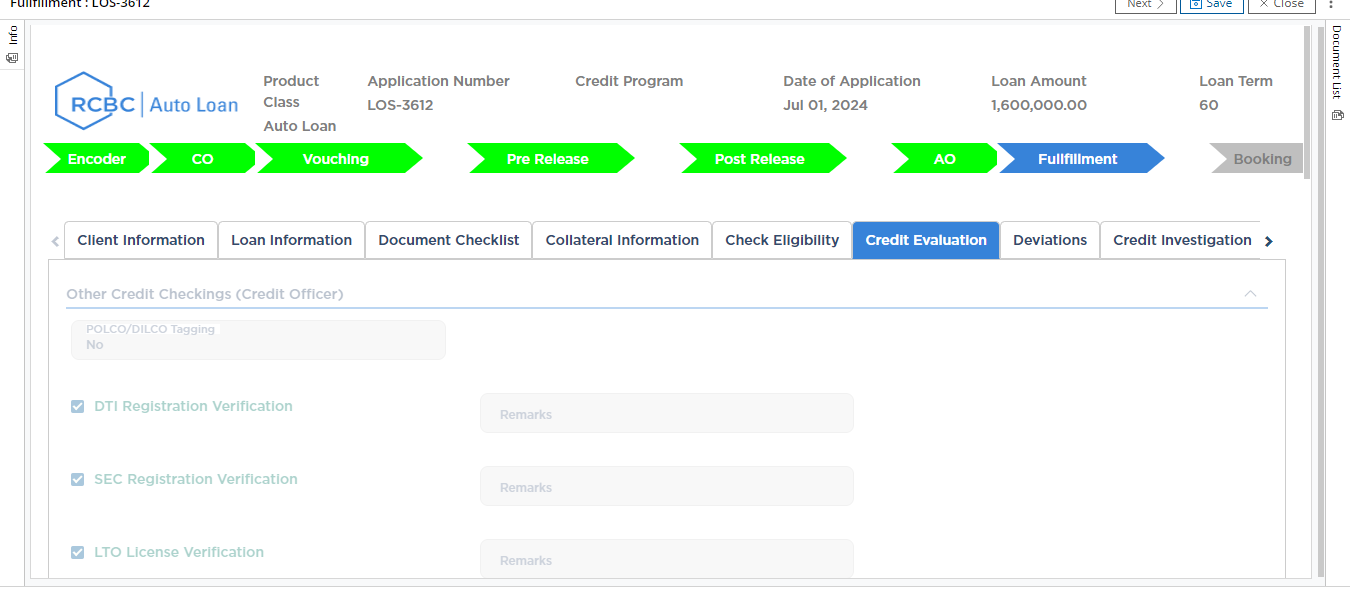 Fullfillment : LOS-3612
Next
Save
Close
Info
Document List
RCBC Auto Loan
Product Class
Auto Loan
Application Number
LOS-3612
Credit Program
Date of Application
Jul 01, 2024
Loan Amount
1,600,000.00
Loan Term
60
Encoder CO Vouching Pre Release Post Release AO Fullfillment Booking
Client Information Loan Information Document Checklist Collateral Information Check Eligibility Credit Evaluation Deviations Credit Investigation
Other Credit Checkings (Credit Officer)
POLCO/DILCO Tagging
No
DTI Registration Verification Remarks
SEC Registration Verification Remarks
LTO License Verification Remarks